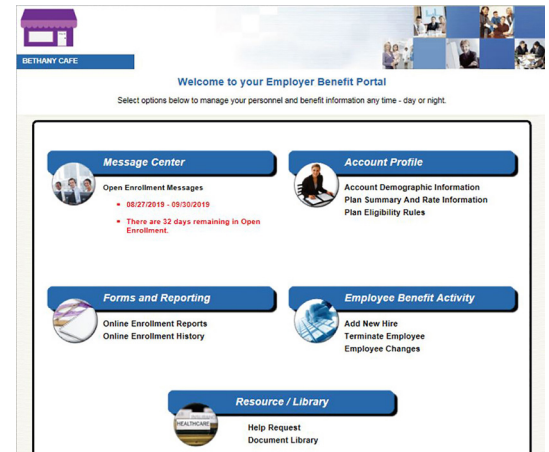 BETHANY CAFE
Welcome to your Employer Benefit Portal
Select options below to manage your personnel and benefit information any time - day or night.
Message Center
Open Enrollment Messages
08/27/2019 - 09/30/2019
There are 32 days remaining in Open
Enrollment.
Account Profile
Account Demographic Information
Plan Summary And Rate Information
Plan Eligibility Rules
Forms and Reporting
Online Enrollment Reports
Online Enrollment History
Employee Benefit Activity
Add New Hire
Terminate Employee
Employee Changes
Resource / Library
HEALTHCARE
Help Request
Document Library